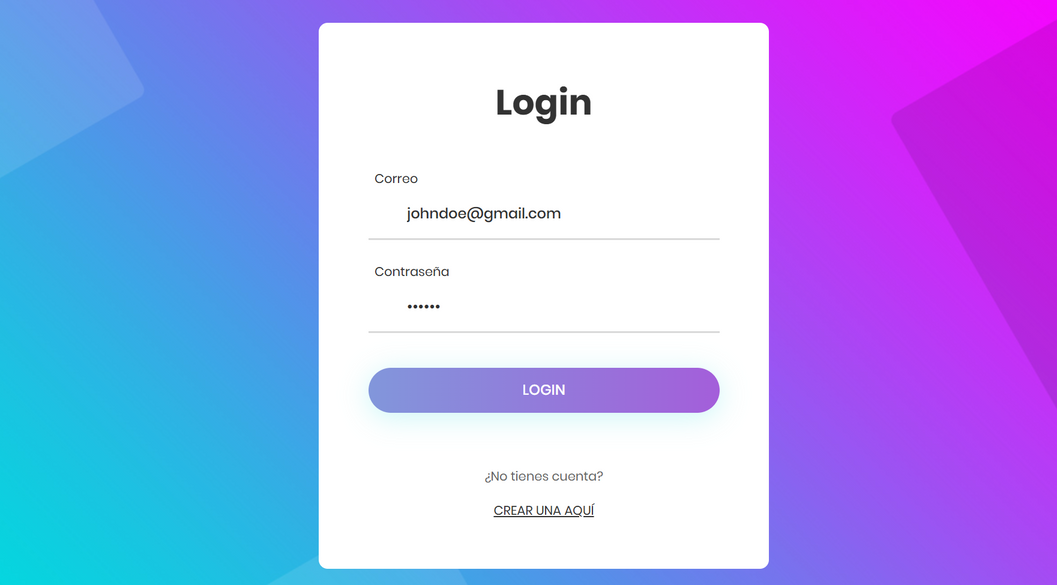 Login
Correo
johndoe@gmail.com
Contraseña
••••••
LOGIN
¿No tienes cuenta?
CREAR UNA AQUÍ